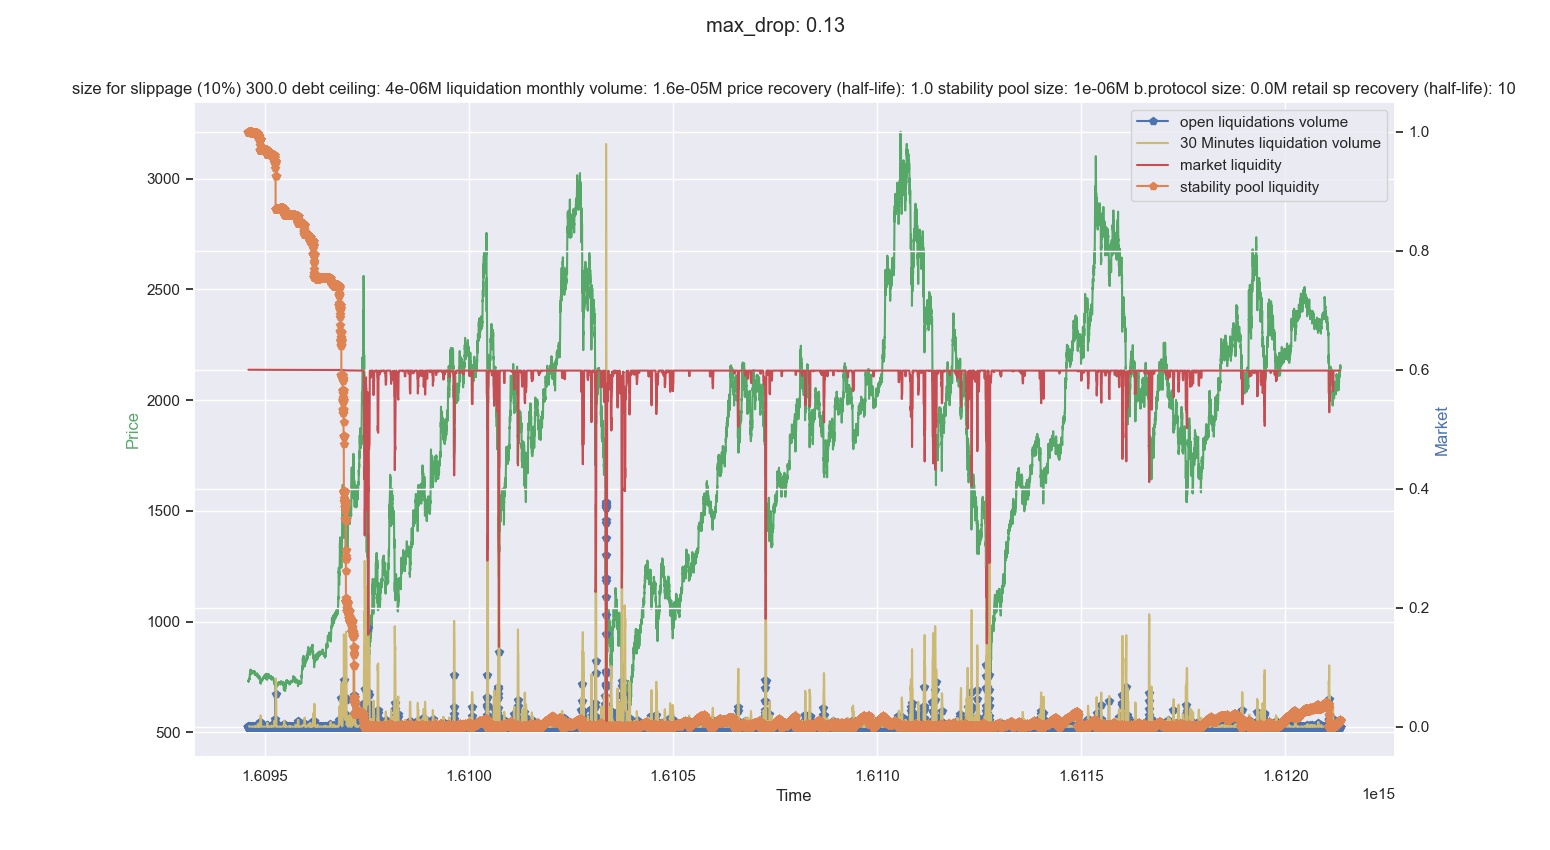 max_drop: 0.13
size for slippage (10%) 300.0 debt ceiling: 4e-06M liquidation monthly volume: 1.6e-05M price recovery (half-life): 1.0 stability pool size: 1e-06M b.protocol size: 0.0M retail sp recovery (half-life): 10
open liquidations volume
30 Minutes liquidation volume
market liquidity
stability pool liquidity
3000
2500
2000
1500
1000
500
Price
1.0
0.8
0.6
0.4
0.2
0.0
Market
1.6095 1.6100 1.6105 1.6110 1.6115 1.6120
Time
1e15